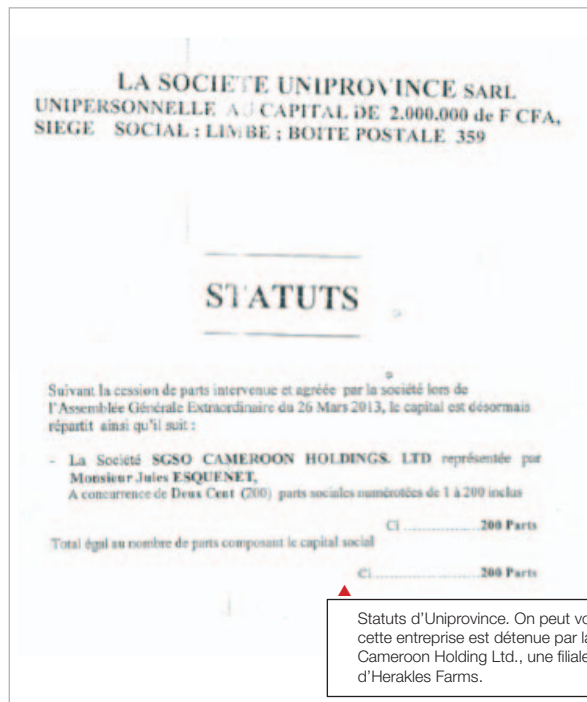 LA SOCIETE UNIPROVINCE SARL
UNIPERSONNELLE AU CAPITAL DE 2.000.000 de F CFA,
SIEGE SOCIAL : LIMBE ; BOITE POSTALE 359
STATUTS
Suivant la cession de parts intervenue et agréée par la société lors de
l'Assemblée Générale Extraordinaire du 26 Mars 2013, le capital est désormais
répartit ainsi qu'il suit :
- La Société SGSO CAMEROON HOLDINGS. LTD représentée par
Monsieur Jules ESQUENET,
A concurrence de Deux Cent (200) parts sociales numérotées de 1 à 200 inclus
Ci ................200 Parts
Total égal au nombre de parts composant le capital social
Ci......................200 Parts
Statuts d'Uniprovince. On peut vo
cette entreprise est détenue par la
Cameroon Holding Ltd., une filiale
d'Herakles Farms.